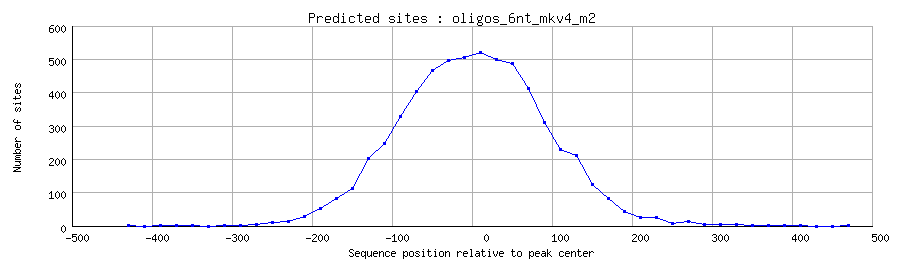 Predicted sites : oligos_6nt_mkv4_m2
600
500
400
300
200
100
0
Number of sites
-500 -400 -300 -200 -100 0 100 200 300 400 500
Sequence position relative to peak center